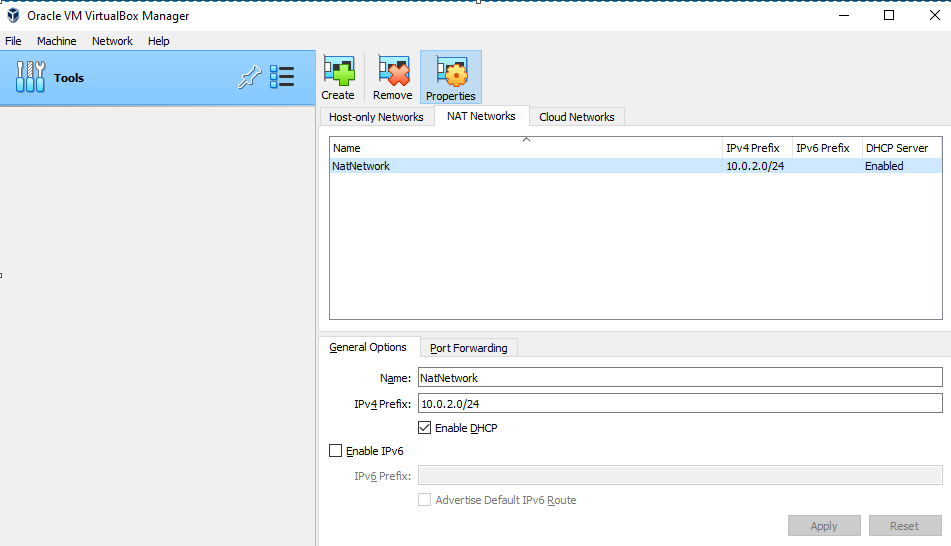 Oracle VM VirtualBox Manager
File Machine Network Help
Tools
Create Remove Properties
Host-only Networks NAT Networks Cloud Networks
Name IPv4 Prefix IPv6 Prefix DHCP Server
NatNetwork 10.0.2.0/24 Enabled
General Options Port Forwarding
Name: NatNetwork
IPv4 Prefix: 10.0.2.0/24
Enable DHCP
Enable IPv6
IPv6 Prefix:
Advertise Default IPv6 Route
Apply Reset